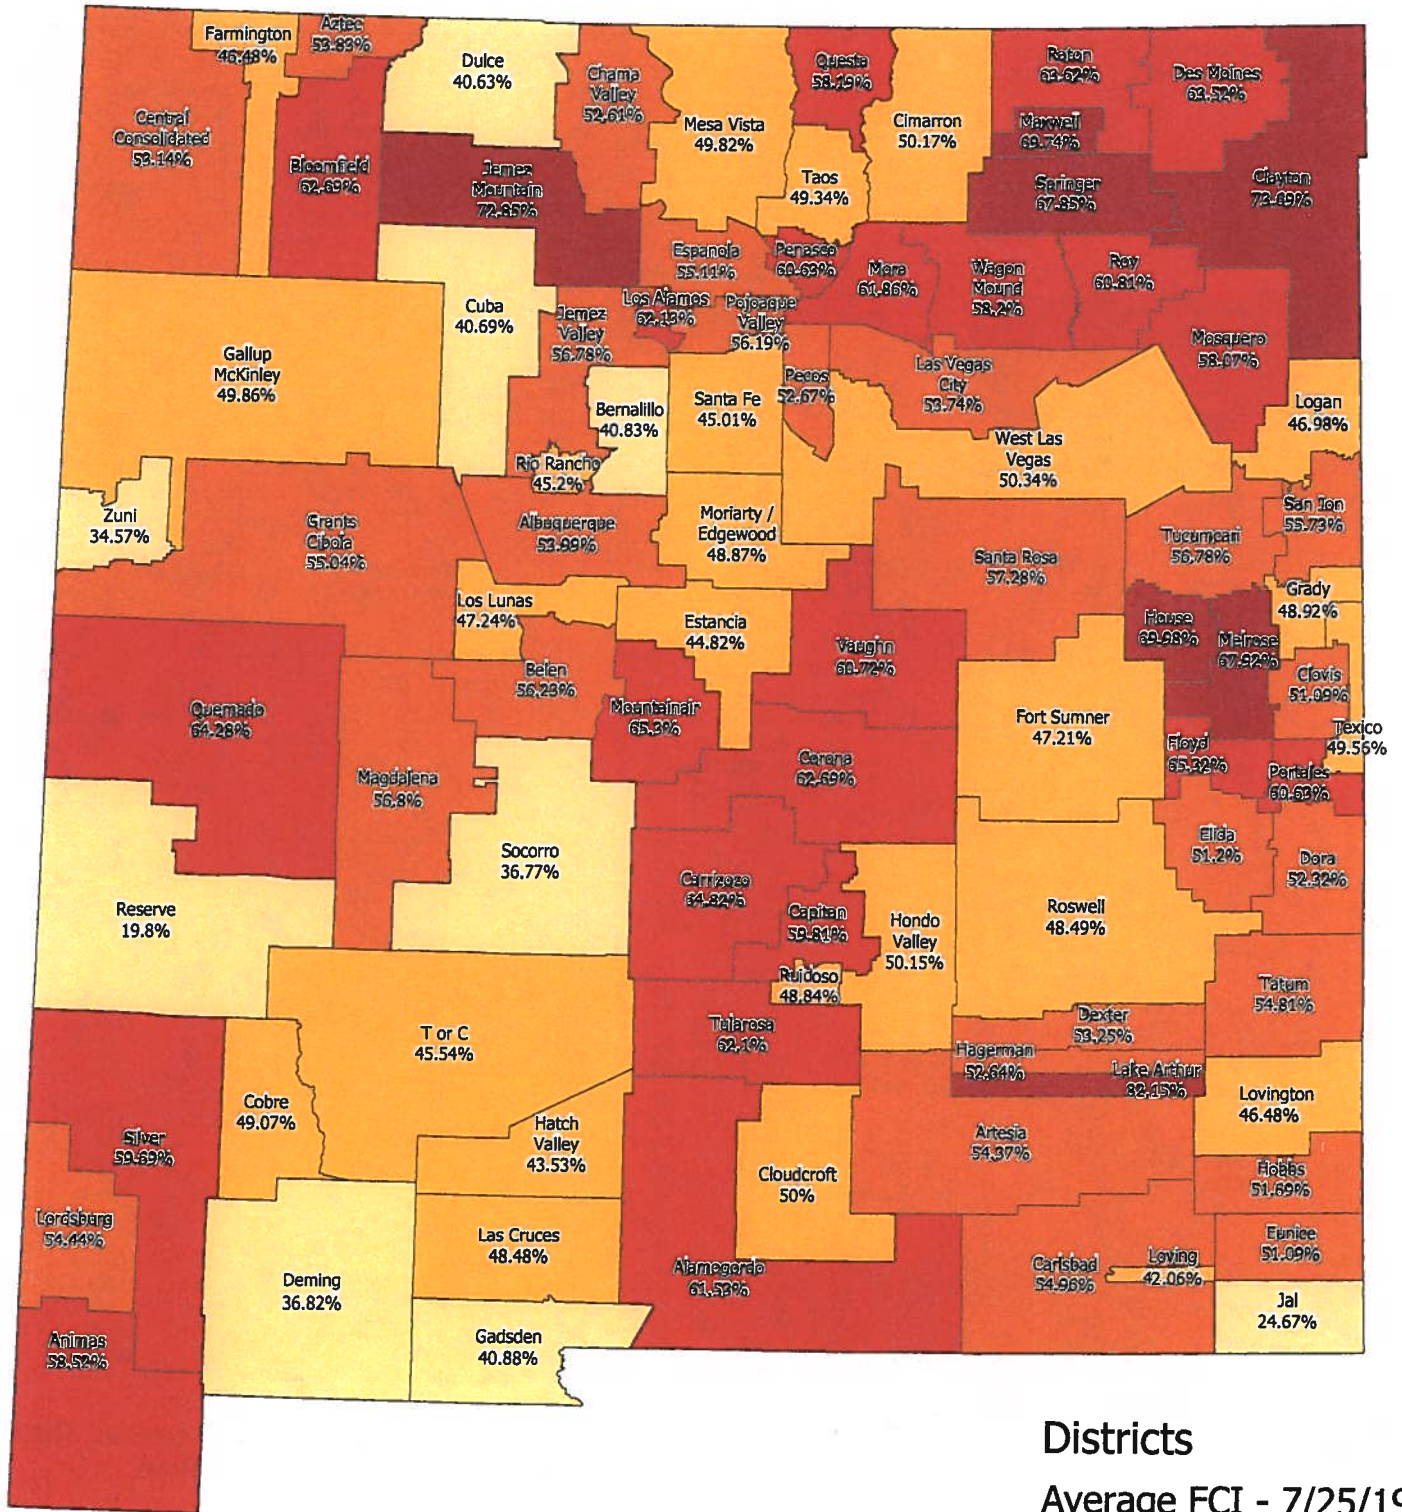 Farmington
46.48%
Aztec
53.83%
Dulce
40.63%
Chama
Valley
52.61%
Mesa Vista
49.82%
Questa
58.19%
Cimarron
50.17%
Raton
63.62%
Des Moines
63.52%
Central
Consolidated
53.14%
Bloomfield
62.69%
Jemez
Mountain
72.85%
Taos
49.34%
Maxwell
69.74%
Springer
67.85%
Clayton
73.69%
Espanola
55.11%
Penasco
60.63%
Mora
61.86%
Wagon
Mound
58.2%
Roy
60.81%
Cuba
40.69%
Jemez
Valley
56.78%
Los Alamos
62.13%
Pojoaque
Valley
56.19%
Mosquero
58.07%
Gallup
McKinley
49.86%
Bernalillo
40.83%
Santa Fe
45.01%
Pecos
52.67%
Las Vegas
City
53.74%
Logan
46.98%
Rio Rancho
45.2%
West Las
Vegas
50.34%
Zuni
34.57%
Grants
Cibola
55.04%
Albuquerque
53.99%
Moriarty /
Edgewood
48.87%
Santa Rosa
57.28%
Tucumcari
56.78%
San Jon
55.73%
Los Lunas
47.24%
Estancia
44.82%
Vaughn
60.72%
House
69.98%
Melrose
67.92%
Grady
48.92%
Belen
56.23%
Clovis
51.09%
Quemado
64.28%
Mountainair
65.3%
Fort Sumner
47.21%
Floyd
65.32%
Texico
49.56%
Magdalena
56.8%
Corona
62.69%
Portales
60.63%
Socorro
36.77%
Elida
51.2%
Dora
52.32%
Reserve
19.8%
Carrizozo
64.82%
Capitan
59.81%
Hondo
Valley
50.15%
Roswell
48.49%
Ruidoso
48.84%
Tatum
54.81%
T or C
45.54%
Tularosa
62.1%
Dexter
53.25%
Hagerman
52.64%
Lake Arthur
82.15%
Cobre
49.07%
Lovington
46.48%
Silver
59.69%
Hatch
Valley
43.53%
Cloudcroft
50%
Artesia
54.37%
Hobbs
51.69%
Lordsburg
54.44%
Las Cruces
48.48%
Alamogordo
61.53%
Carlsbad
54.96%
Loving
42.06%
Eunice
51.09%
Deming
36.82%
Jal
24.67%
Animas
58.52%
Gadsden
40.88%
Districts
Average FCI - 7/25/19